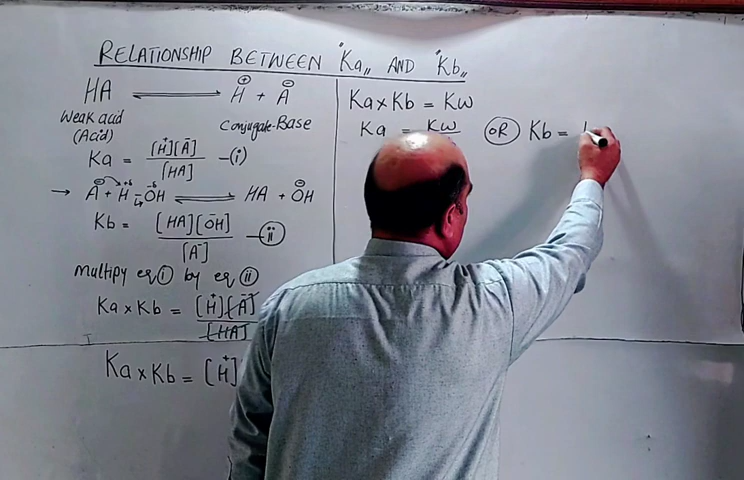 RELATIONSHIP BETWEEN "Ka" AND "Kb"
HA ⇌ H⁺ + A⁻
Weak acid
(Acid)
Conjugate-Base
Ka = [H⁺][A⁻] / [HA] —(i)
→ A⁻ + H^{+δ} – ^{-δ}OH ⇌ HA + OH⁻
Kb = [HA][OH⁻] / [A⁻] —(ii)
multipy eq (i) by eq (ii)
Ka × Kb = [H⁺][A⁻] / [HA]
Ka × Kb = [H⁺]
Ka × Kb = Kw
Ka = Kw
OR Kb =